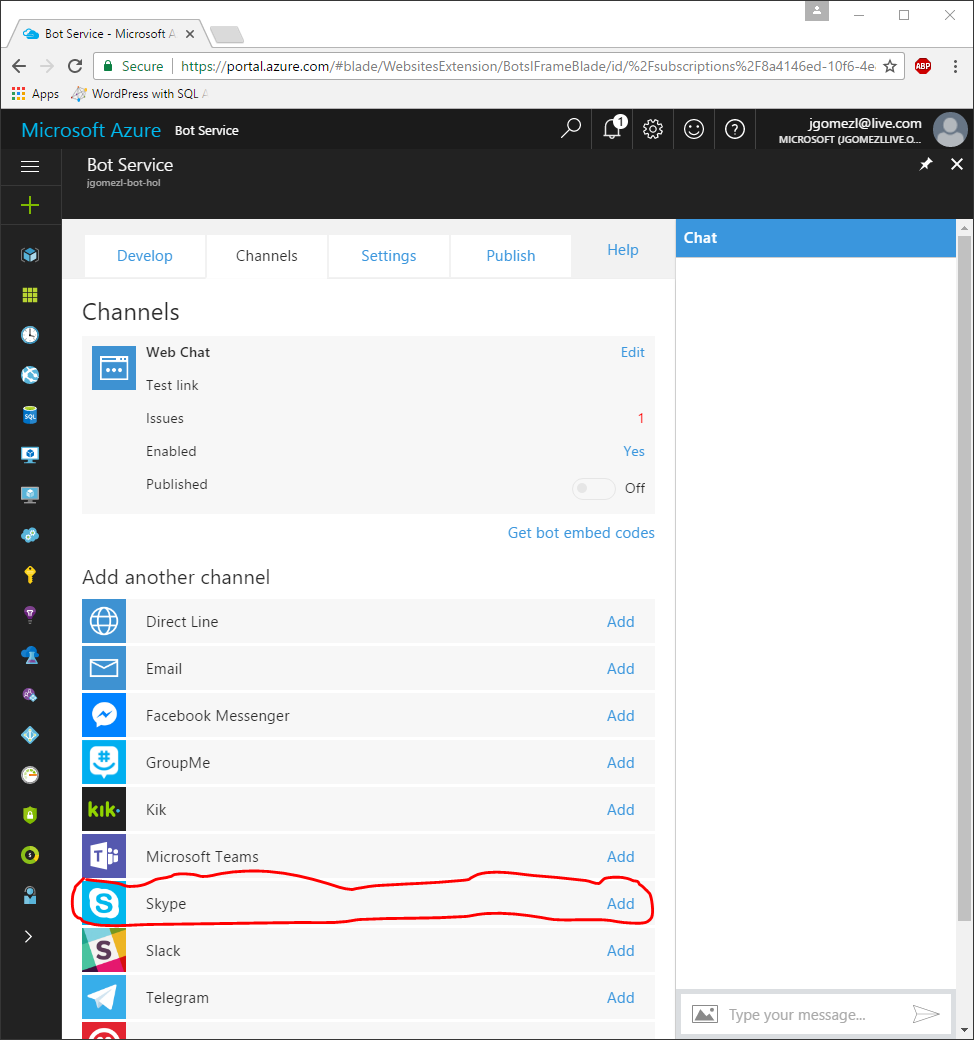 Bot Service - Microsoft A
Secure https://portal.azure.com/#blade/WebsitesExtension/BotsIFrameBlade/id/%2Fsubscriptions%2F8a4146ed-10f6-4e
ABP
Apps WordPress with SQL
Microsoft Azure Bot Service
1
jgomezl@live.com
MICROSOFT (JGOMEZLLIVE.O...
Bot Service
jgomezl-bot-hol
Develop Channels Settings Publish Help
Chat
Channels
Web Chat Edit
Test link
Issues 1
Enabled Yes
Published Off
Get bot embed codes
Add another channel
Direct Line Add
Email Add
Facebook Messenger Add
GroupMe Add
kik. Kik Add
Microsoft Teams Add
Skype Add
Slack Add
Telegram Add
Type your message...
SQL